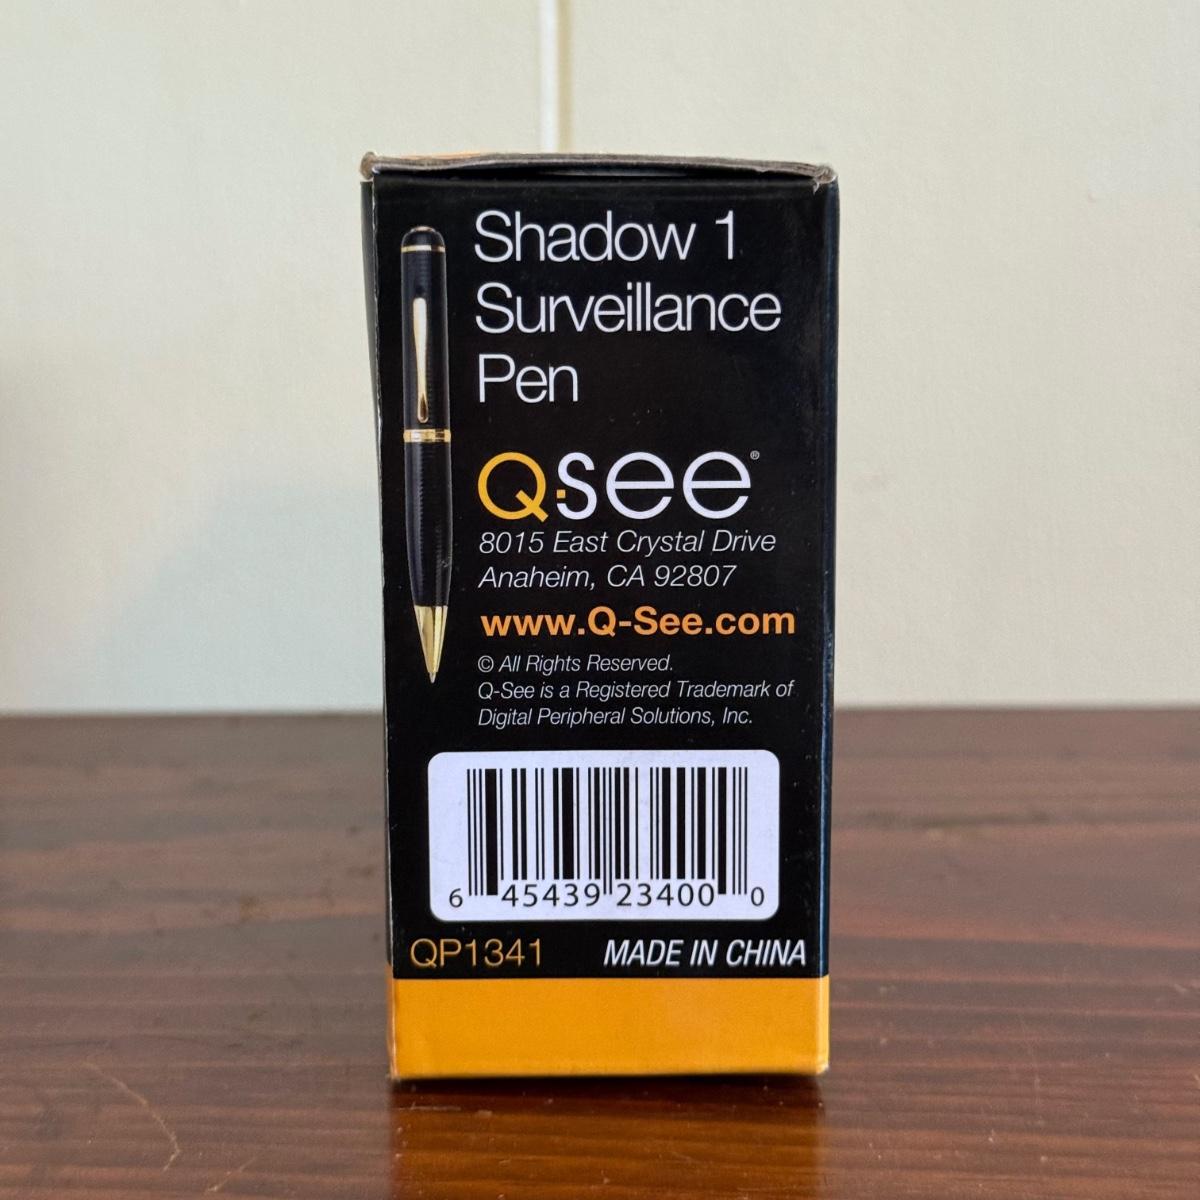 Shadow 1
Surveillance
Pen
Q-see®
8015 East Crystal Drive
Anaheim, CA 92807
www.Q-See.com
© All Rights Reserved.
Q-See is a Registered Trademark of
Digital Peripheral Solutions, Inc.
6 45439 23400 0
QP1341 MADE IN CHINA